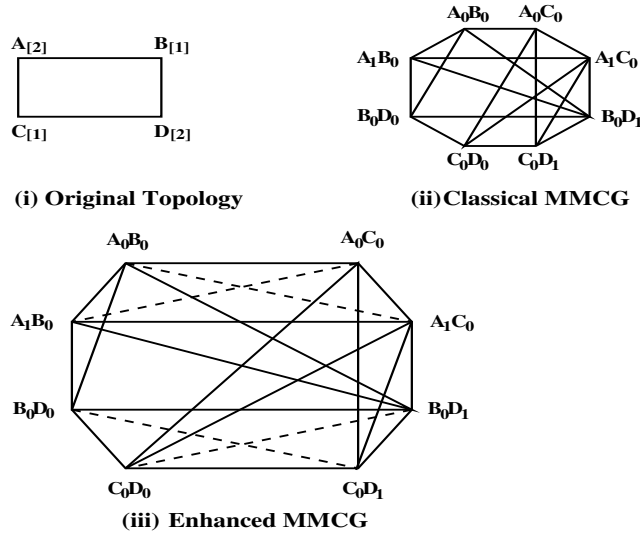 A[2] B[1]
C[1] D[2]
(i) Original Topology
A0B0 A0C0
A1B0 A1C0
B0D0 B0D1
C0D0 C0D1
(ii)Classical MMCG
A0B0 A0C0
A1B0 A1C0
B0D0 B0D1
C0D0 C0D1
(iii) Enhanced MMCG